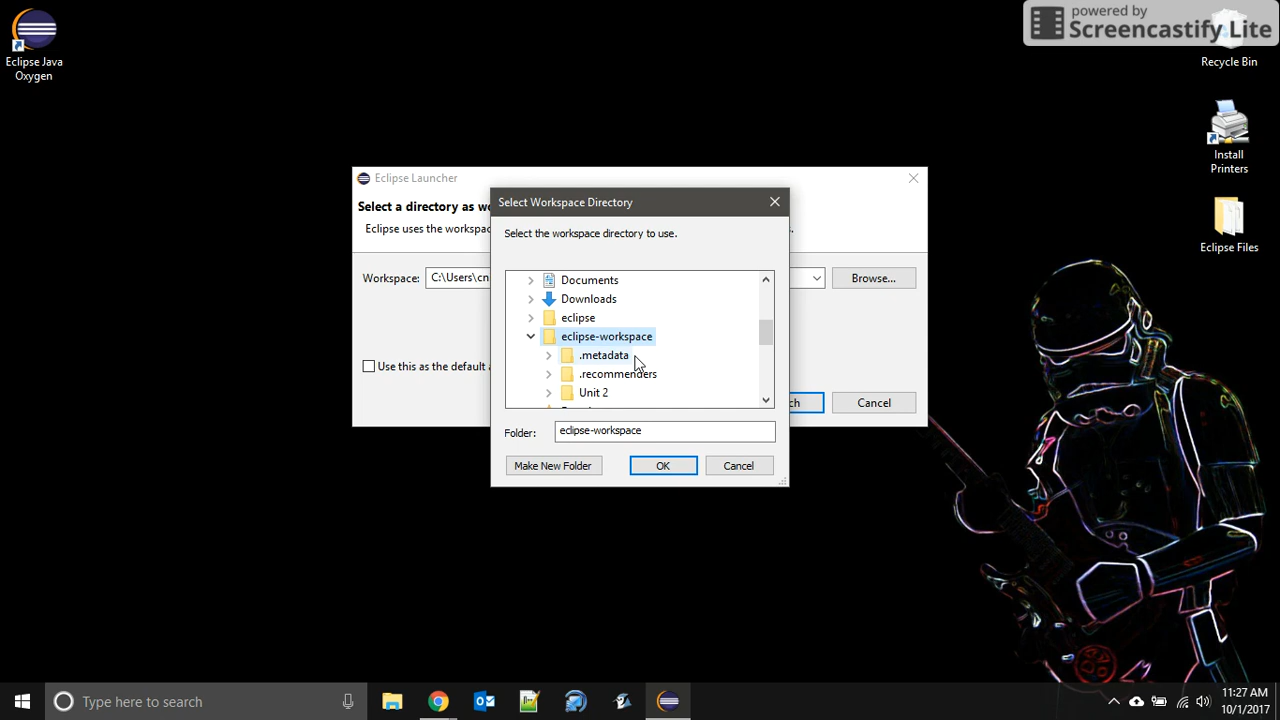 powered by
Screencastify Lite
Eclipse Java
Oxygen
Recycle Bin
Install
Printers
Eclipse Files
Eclipse Launcher
Select a directory as
Eclipse uses the
Workspace:
C:\Users\cn
Browse...
Use this as the default
Cancel
Select Workspace Directory
Select the workspace directory to use.
Documents
Downloads
eclipse
eclipse-workspace
.metadata
.recommenders
Unit 2
Folder:
eclipse-workspace
Make New Folder
OK
Cancel
Type here to search
11:27 AM
10/1/2017